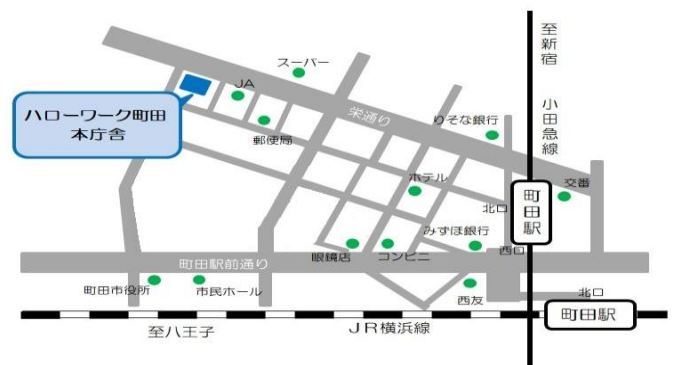 至新宿
小田急線
スーパー
JA
ハローワーク町田
本庁舎
郵便局
栄通り
りそな銀行
ホテル
北口
町田駅
交番
みずほ銀行
西口
町田駅前通り
眼鏡店
コンビニ
町田市役所
市民ホール
西友
北口
町田駅
至八王子
JR横浜線